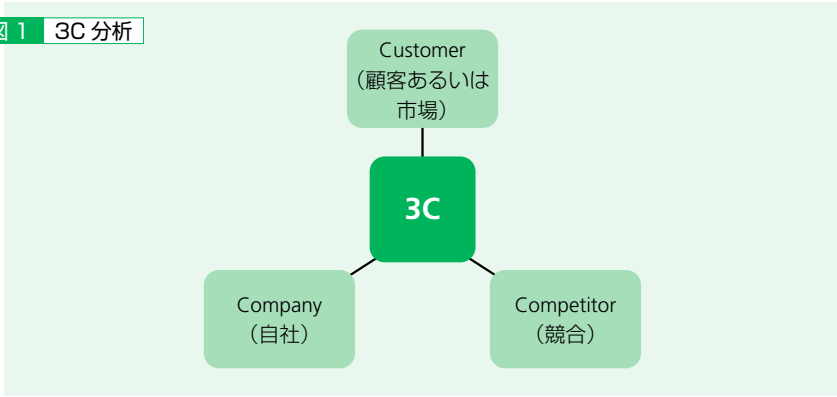 図 1 3C 分析
Customer
（顧客あるいは
市場）
3C
Company
（自社）
Competitor
（競合）